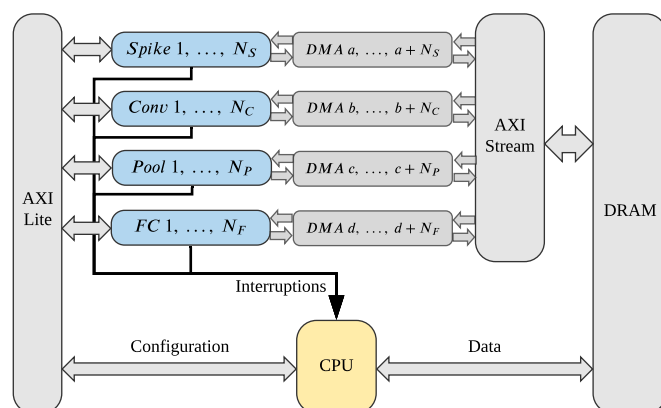 Spike 1, ..., N_S
DMA a, ..., a + N_S
Conv 1, ..., N_C
DMA b, ..., b + N_C
AXI
Stream
Pool 1, ..., N_P
DMA c, ..., c + N_P
AXI
Lite
DRAM
FC 1, ..., N_F
DMA d, ..., d + N_F
Interruptions
Configuration
CPU
Data